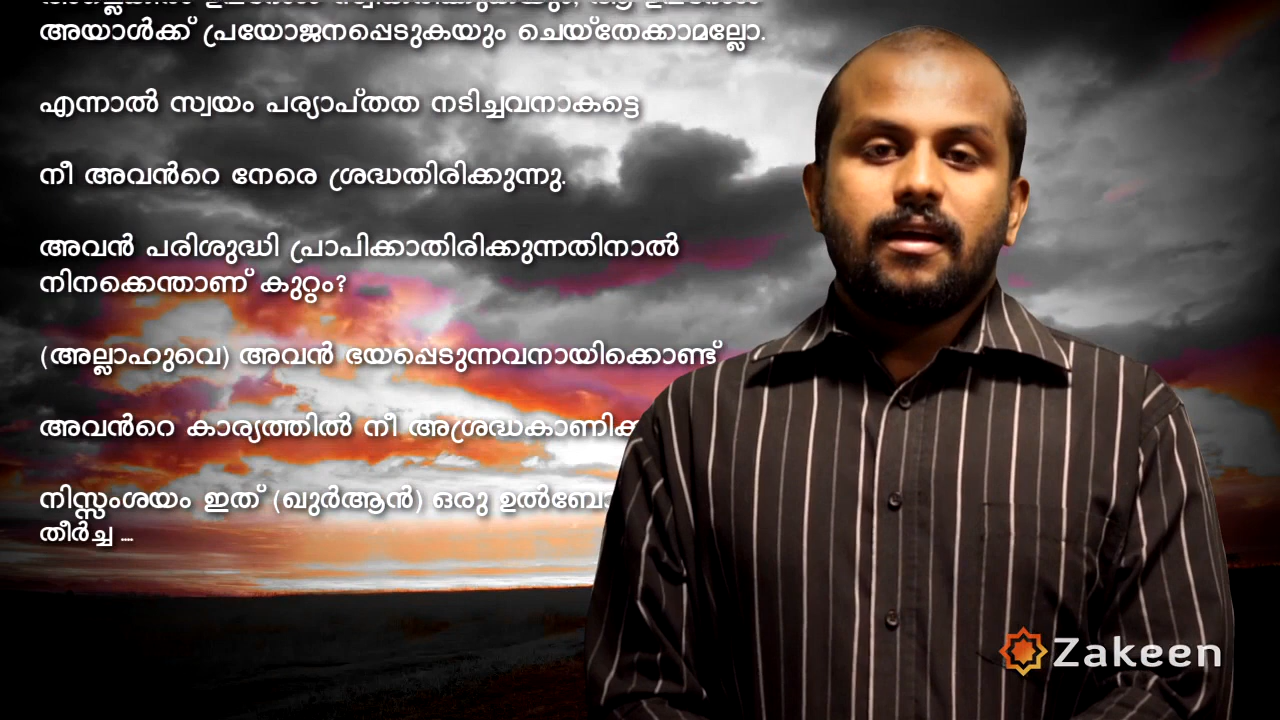 അയാൾക്ക് പ്രയോജനപ്പെടുകയും ചെയ്തേക്കാമല്ലോ.
എന്നാൽ സ്വയം പര്യാപ്തത നടിച്ചവനാകട്ടെ
നീ അവൻറെ നേരെ ശ്രദ്ധതിരിക്കുന്നു.
അവൻ പരിശുദ്ധി പ്രാപിക്കാതിരിക്കുന്നതിനാൽ
നിനക്കെന്താണ് കുറ്റം?
(അല്ലാഹുവെ) അവൻ ഭയപ്പെടുന്നവനായിക്കൊണ്ട്
അവൻറെ കാര്യത്തിൽ നീ
നിസ്സംശയം ഇത് (ഖുർആൻ) ഒരു
തീർച്ച ....
Zakeen